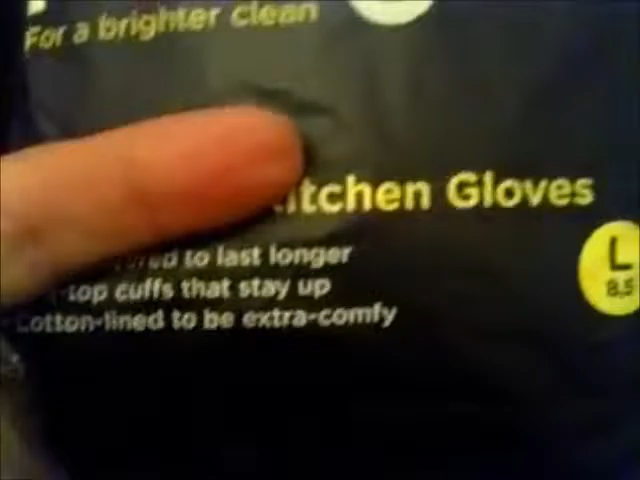 For a brighter clean
itchen Gloves
to last longer
-top cuffs that stay up
Cotton-lined to be extra-comfy
L
8,5